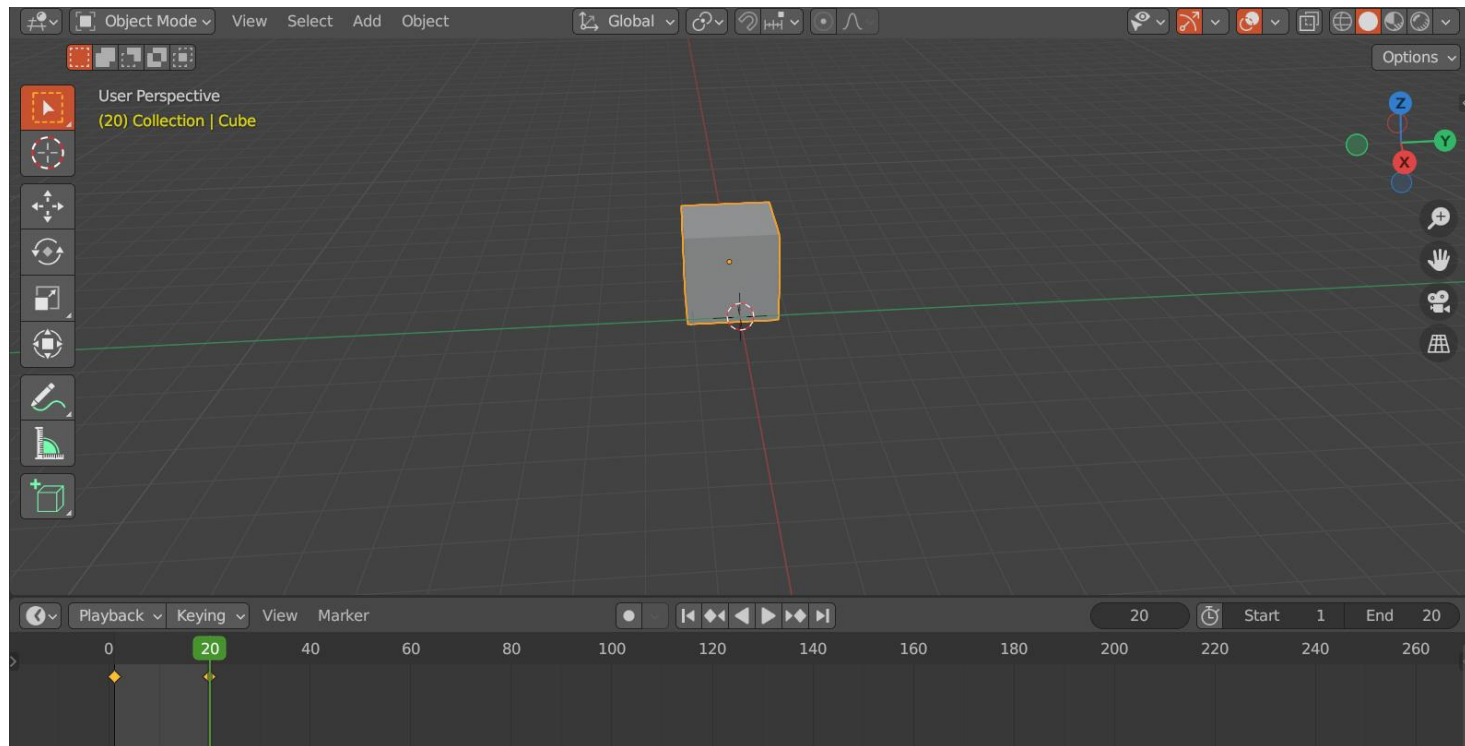 Object Mode View Select Add Object Global
Options
User Perspective
(20) Collection | Cube
Z
Y
X
Playback Keying View Marker 20 Start 1 End 20
0 20 40 60 80 100 120 140 160 180 200 220 240 260